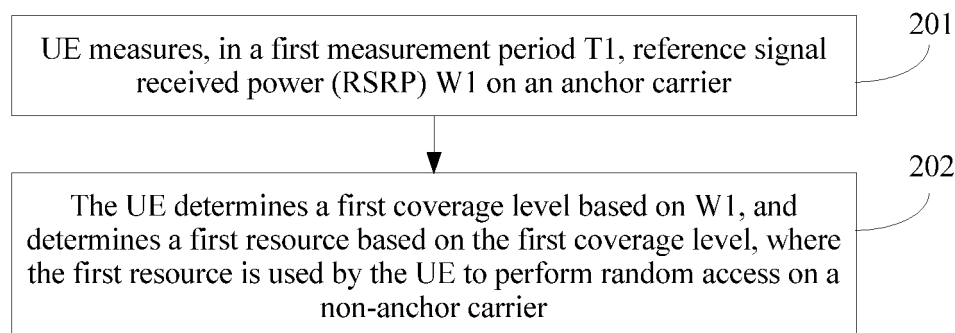 201
UE measures, in a first measurement period T1, reference signal
received power (RSRP) W1 on an anchor carrier
202
The UE determines a first coverage level based on W1, and
determines a first resource based on the first coverage level, where
the first resource is used by the UE to perform random access on a
non-anchor carrier